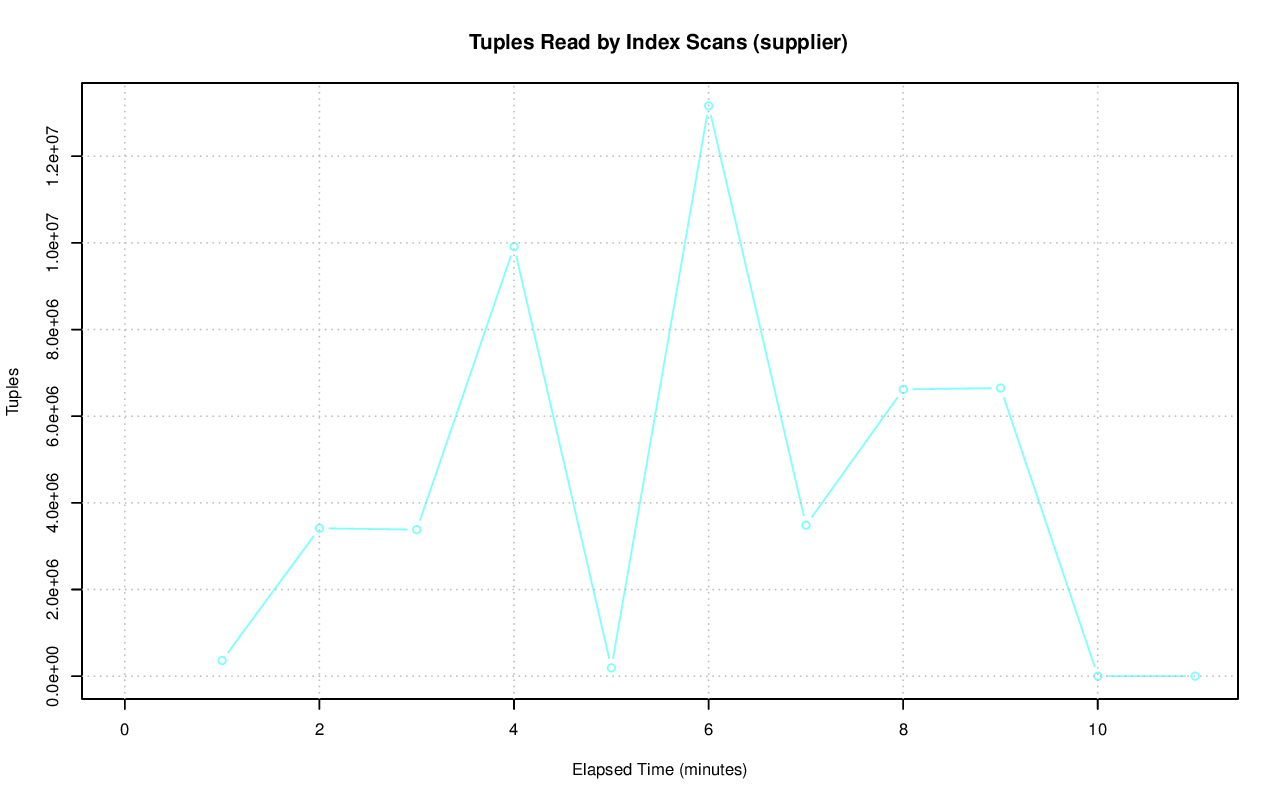 Tuples Read by Index Scans (supplier)
Tuples
1.2e+07
1.0e+07
8.0e+06
6.0e+06
4.0e+06
2.0e+06
0.0e+00
0 2 4 6 8 10
Elapsed Time (minutes)